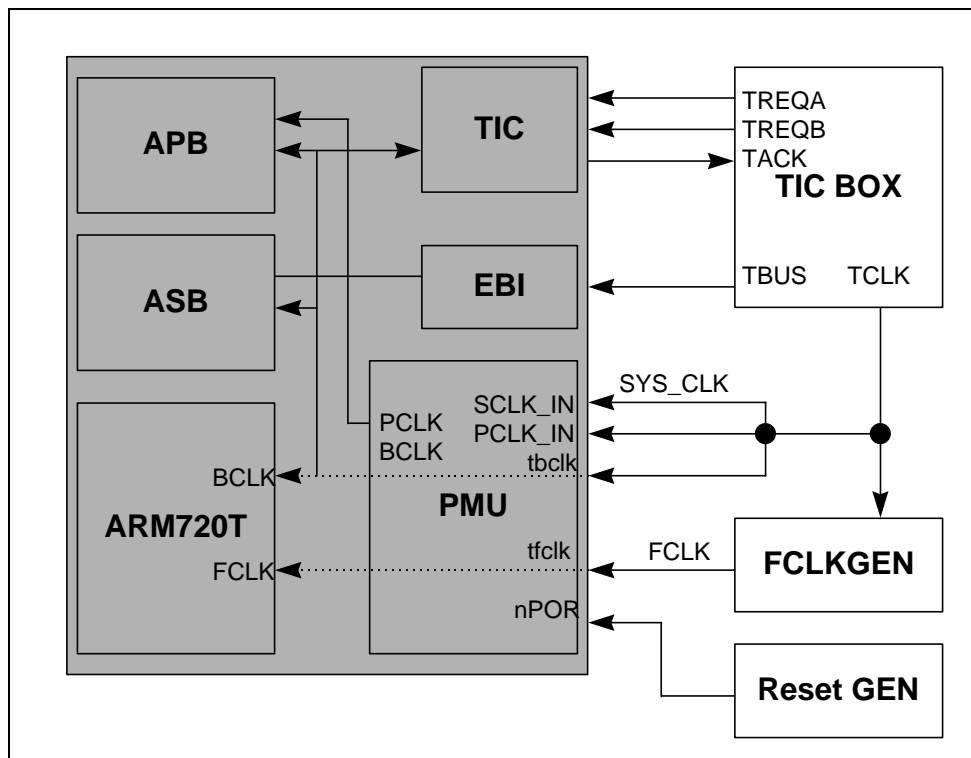 APB
TIC
ASB
EBI
PCLK
BCLK
SCLK_IN
PCLK_IN
tbclk
PMU
tfclk
nPOR
BCLK
ARM720T
FCLK
TREQA
TREQB
TACK
TIC BOX
TBUS TCLK
SYS_CLK
FCLK
FCLKGEN
Reset GEN